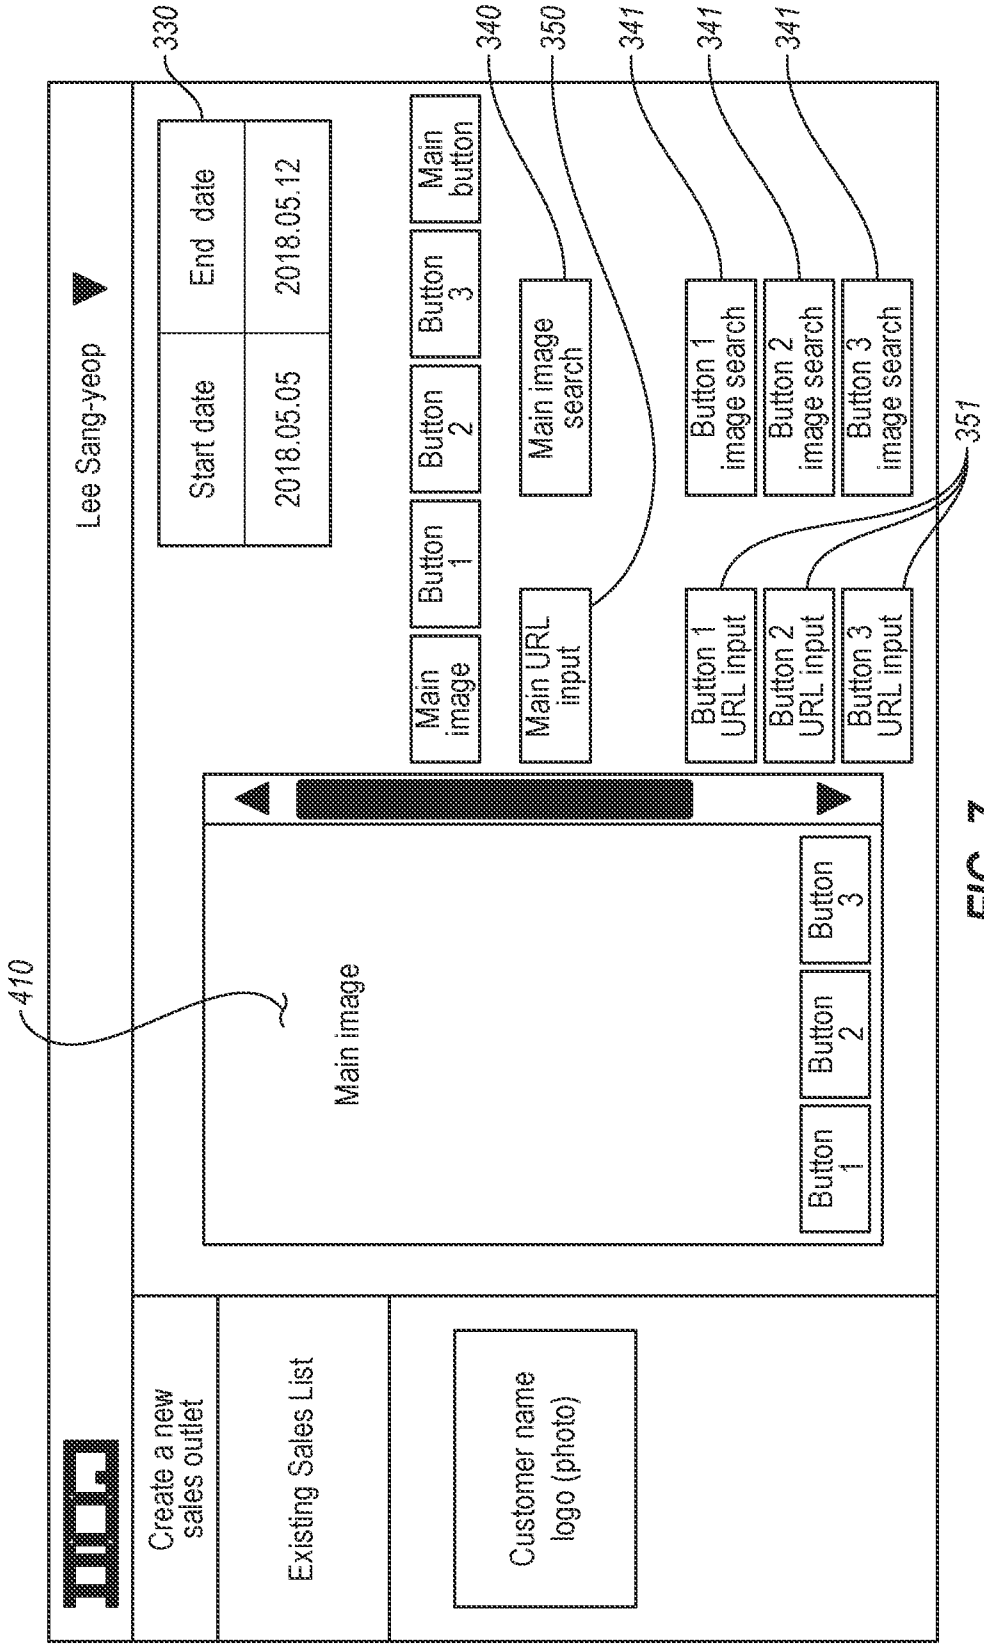 Lee Sang-yeop
Create a new
sales outlet
Existing Sales List
Customer name
logo (photo)
410
Main image
Button
1
Button
2
Button
3
Start date
End date
2018.05.05
2018.05.12
330
Main
image
Button
1
Button
2
Button
3
Main
button
Main URL
input
Main image
search
340
350
Button 1
URL input
Button 1
image search
341
Button 2
URL input
Button 2
image search
341
Button 3
URL input
Button 3
image search
341
351